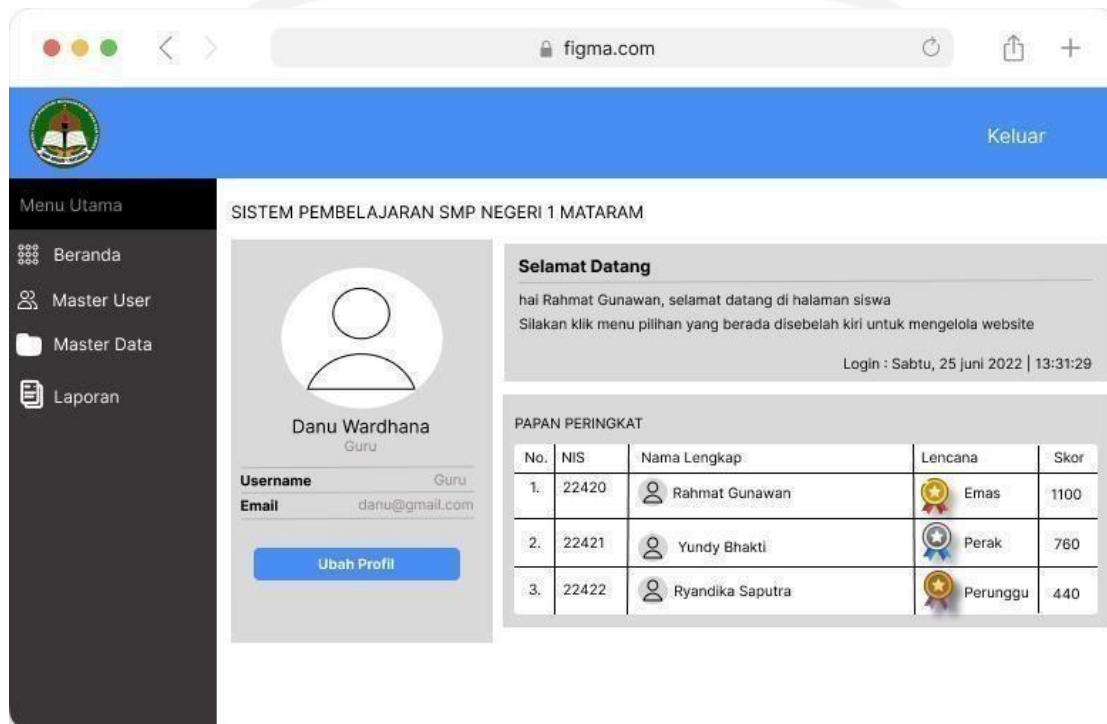 figma.com
Keluar
Menu Utama
Beranda
Master User
Master Data
Laporan
SISTEM PEMBELAJARAN SMP NEGERI 1 MATARAM
Danu Wardhana
Guru
Username Guru
Email danu@gmail.com
Ubah Profil
Selamat Datang
hai Rahmat Gunawan, selamat datang di halaman siswa
Silakan klik menu pilihan yang berada disebelah kiri untuk mengelola website
Login : Sabtu, 25 juni 2022 | 13:31:29
PAPAN PERINGKAT
No. NIS Nama Lengkap Lencana Skor
1. 22420 Rahmat Gunawan Emas 1100
2. 22421 Yundy Bhakti Perak 760
3. 22422 Ryandika Saputra Perunggu 440